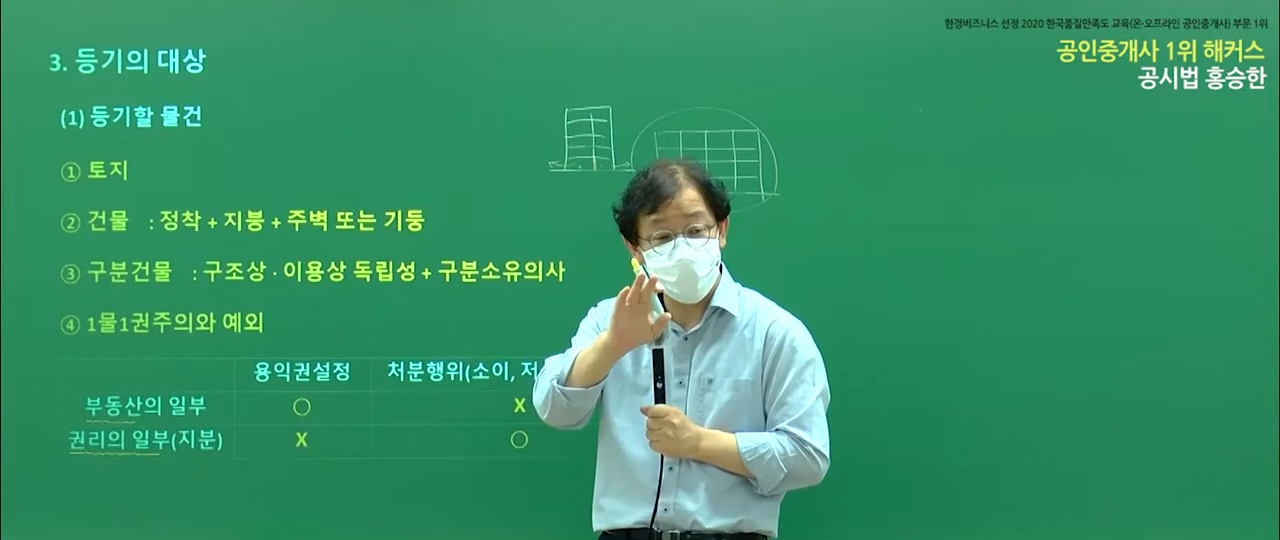 한경비즈니스 선정 2020 한국품질만족도 교육(온·오프라인 공인중개사) 부문 1위
공인중개사 1위 해커스
공시법 홍승한
3. 등기의 대상
(1) 등기할 물건
① 토지
② 건물 : 정착 + 지붕 + 주벽 또는 기둥
③ 구분건물 : 구조상 · 이용상 독립성 + 구분소유의사
④ 1물1권주의와 예외
용익권설정 처분행위(소이, 저
부동산의 일부 ○ X
권리의 일부(지분) X ○